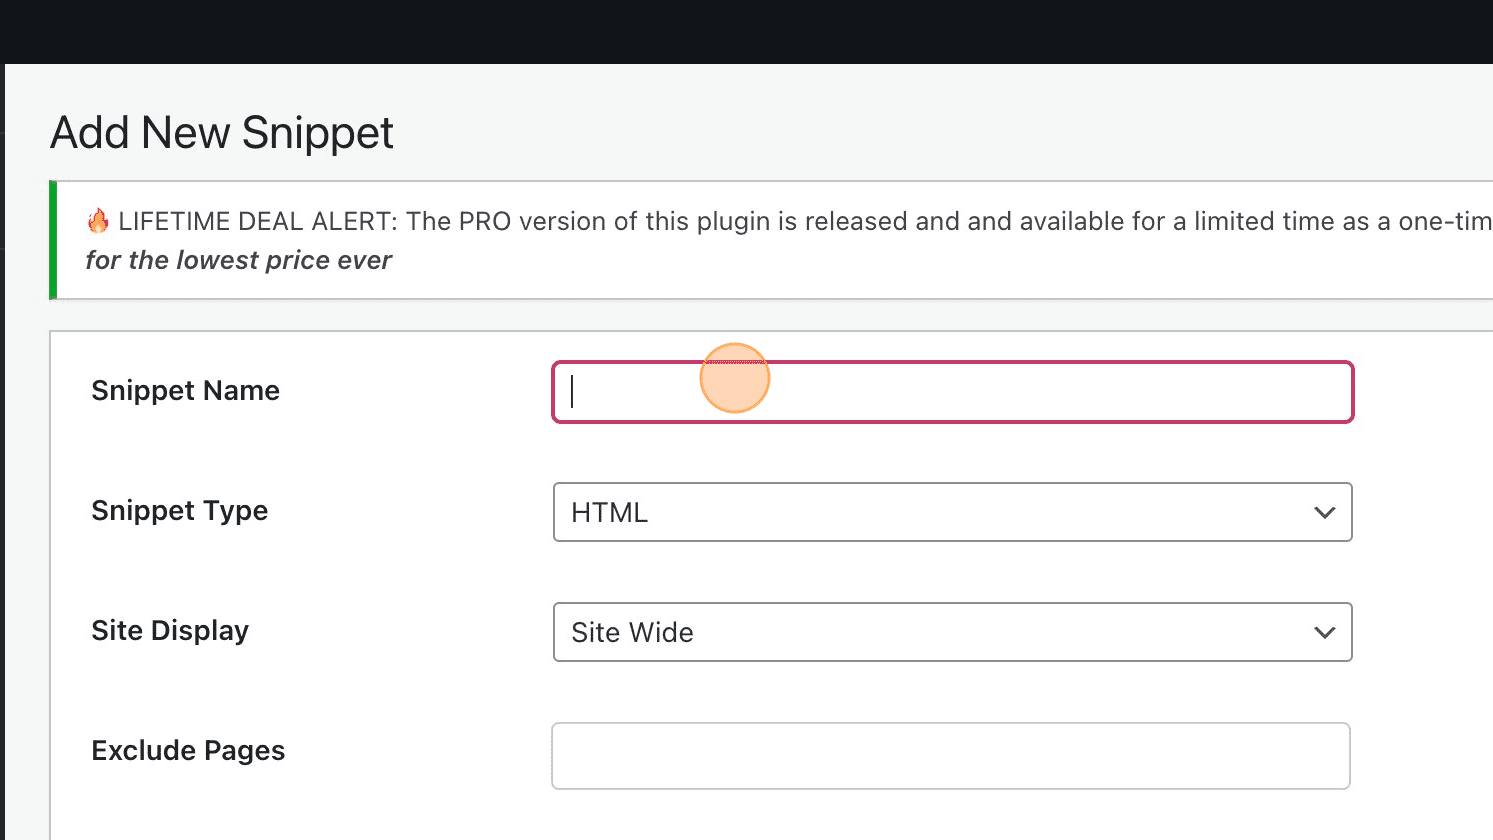 Add New Snippet
🔥 LIFETIME DEAL ALERT: The PRO version of this plugin is released and and available for a limited time as a one-tim
for the lowest price ever
Snippet Name
Snippet Type
HTML
Site Display
Site Wide
Exclude Pages